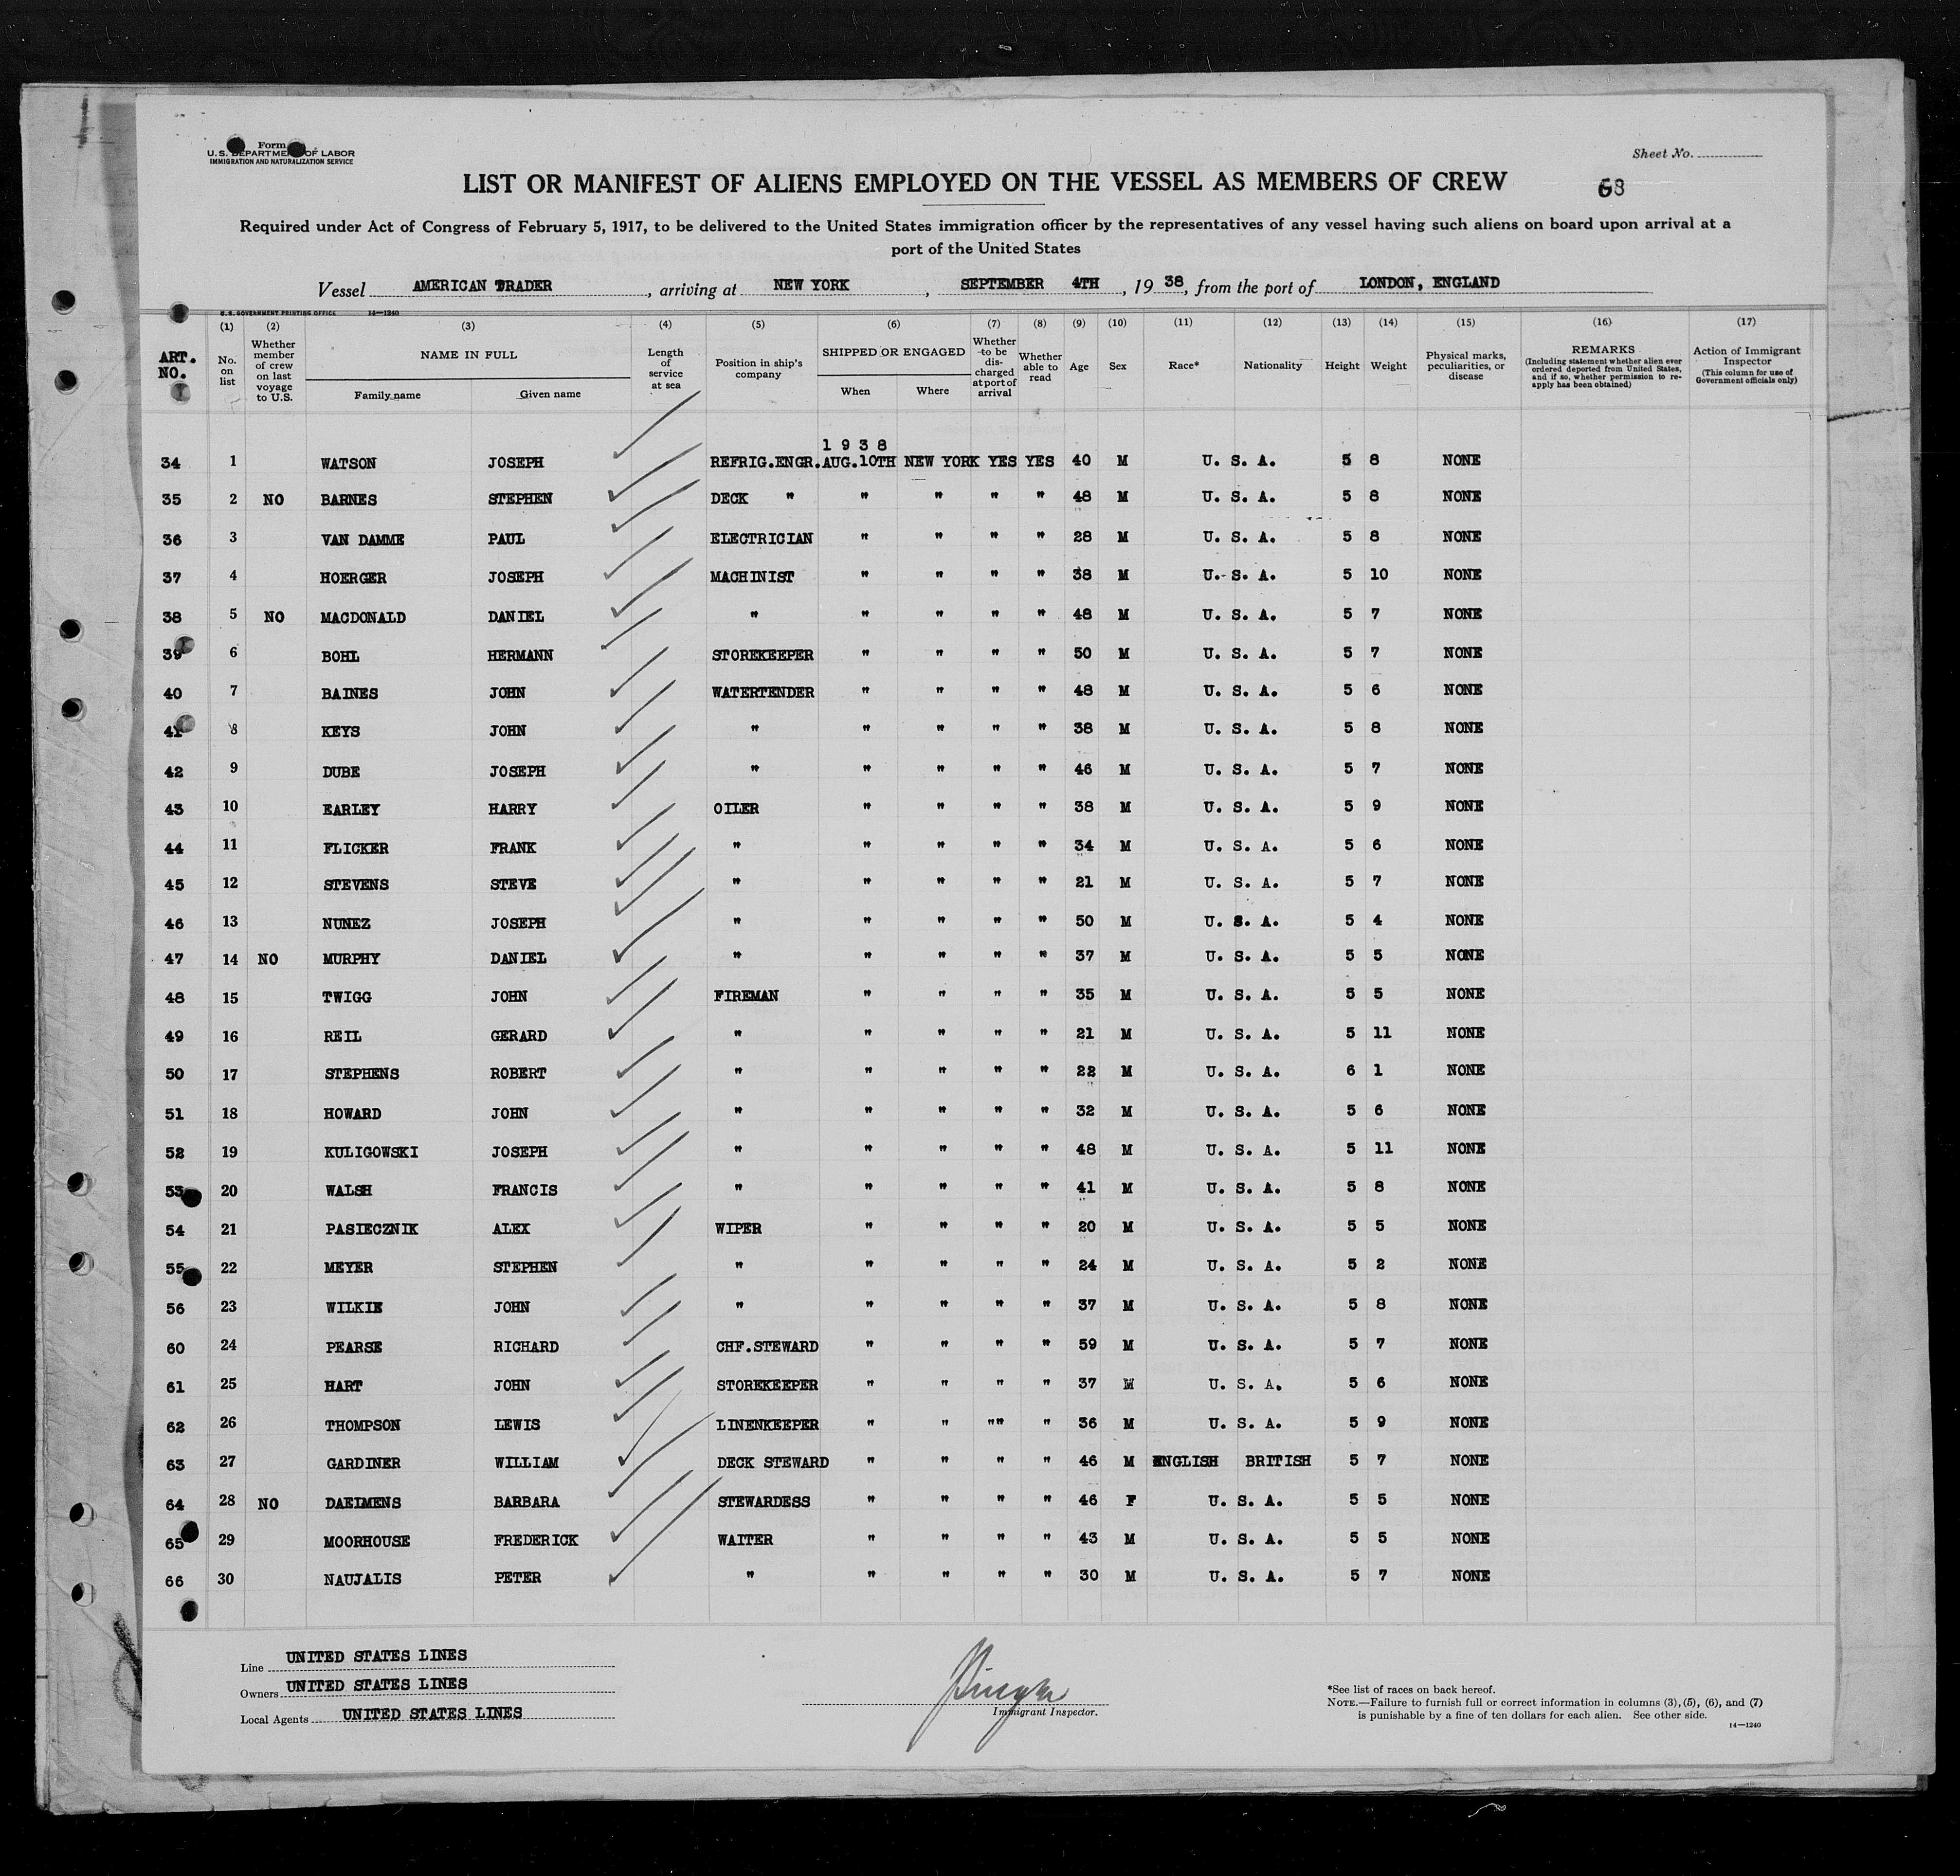 Form
U. S. DEPARTMENT OF LABOR
IMMIGRATION AND NATURALIZATION SERVICE
Sheet No.
LIST OR MANIFEST OF ALIENS EMPLOYED ON THE VESSEL AS MEMBERS OF CREW
68
Required under Act of Congress of February 5, 1917, to be delivered to the United States immigration officer by the representatives of any vessel having such aliens on board upon arrival at a
port of the United States
Vessel AMERICAN TRADER, arriving at NEW YORK, SEPTEMBER 4TH, 1938, from the port of LONDON, ENGLAND
U. S. GOVERNMENT PRINTING OFFICE 14—1240
ART. NO.
(1) No. on list
(2) Whether member of crew on last voyage to U.S.
(3) NAME IN FULL
Family name Given name
(4) Length of service at sea
(5) Position in ship's company
(6) SHIPPED OR ENGAGED
When Where
(7) Whether to be discharged at port of arrival
(8) Whether able to read
(9) Age
(10) Sex
(11) Race*
(12) Nationality
(13) Height
(14) Weight
(15) Physical marks, peculiarities, or disease
(16) REMARKS
(Including statement whether alien ever ordered deported from United States, and if so, whether permission to re-apply has been obtained)
(17) Action of Immigrant Inspector
(This column for use of Government officials only)
1 9 3 8
34 1 WATSON JOSEPH REFRIG.ENGR. AUG.10TH NEW YORK YES YES 40 M U. S. A. 5 8 NONE
35 2 NO BARNES STEPHEN DECK " " " " " 48 M U. S. A. 5 8 NONE
36 3 VAN DAMME PAUL ELECTRICIAN " " " " 28 M U. S. A. 5 8 NONE
37 4 HOERGER JOSEPH MACHINIST " " " " 38 M U. S. A. 5 10 NONE
38 5 NO MACDONALD DANIEL " " " " " 48 M U. S. A. 5 7 NONE
39 6 BOHL HERMANN STOREKEEPER " " " " 50 M U. S. A. 5 7 NONE
40 7 BAINES JOHN WATERTENDER " " " " 48 M U. S. A. 5 6 NONE
41 8 KEYS JOHN " " " " " 38 M U. S. A. 5 8 NONE
42 9 DUBE JOSEPH " " " " " 46 M U. S. A. 5 7 NONE
43 10 EARLEY HARRY OILER " " " " 38 M U. S. A. 5 9 NONE
44 11 FLICKER FRANK " " " " " 34 M U. S. A. 5 6 NONE
45 12 STEVENS STEVE " " " " " 21 M U. S. A. 5 7 NONE
46 13 NUNEZ JOSEPH " " " " " 50 M U. S. A. 5 4 NONE
47 14 NO MURPHY DANIEL " " " " " 37 M U. S. A. 5 5 NONE
48 15 TWIGG JOHN FIREMAN " " " " 35 M U. S. A. 5 5 NONE
49 16 REIL GERARD " " " " " 21 M U. S. A. 5 11 NONE
50 17 STEPHENS ROBERT " " " " " 22 M U. S. A. 6 1 NONE
51 18 HOWARD JOHN " " " " " 32 M U. S. A. 5 6 NONE
52 19 KULIGOWSKI JOSEPH " " " " " 48 M U. S. A. 5 11 NONE
53 20 WALSH FRANCIS " " " " " 41 M U. S. A. 5 8 NONE
54 21 PASIECZNIK ALEX WIPER " " " " 20 M U. S. A. 5 5 NONE
55 22 MEYER STEPHEN " " " " " 24 M U. S. A. 5 2 NONE
56 23 WILKIE JOHN " " " " " 37 M U. S. A. 5 8 NONE
60 24 PEARSE RICHARD CHF.STEWARD " " " " 59 M U. S. A. 5 7 NONE
61 25 HART JOHN STOREKEEPER " " " " 37 M U. S. A. 5 6 NONE
62 26 THOMPSON LEWIS LINENKEEPER " " "" " 36 M U. S. A. 5 9 NONE
63 27 GARDINER WILLIAM DECK STEWARD " " " " 46 M ENGLISH BRITISH 5 7 NONE
64 28 NO DAEIMENS BARBARA STEWARDESS " " " " 46 F U. S. A. 5 5 NONE
65 29 MOORHOUSE FREDERICK WAITER " " " " 43 M U. S. A. 5 5 NONE
66 30 NAUJALIS PETER " " " " " 30 M U. S. A. 5 7 NONE
Line UNITED STATES LINES
Owners UNITED STATES LINES
Local Agents UNITED STATES LINES
Immigrant Inspector.
*See list of races on back hereof.
NOTE.—Failure to furnish full or correct information in columns (3), (5), (6), and (7)
is punishable by a fine of ten dollars for each alien. See other side.
14—1240